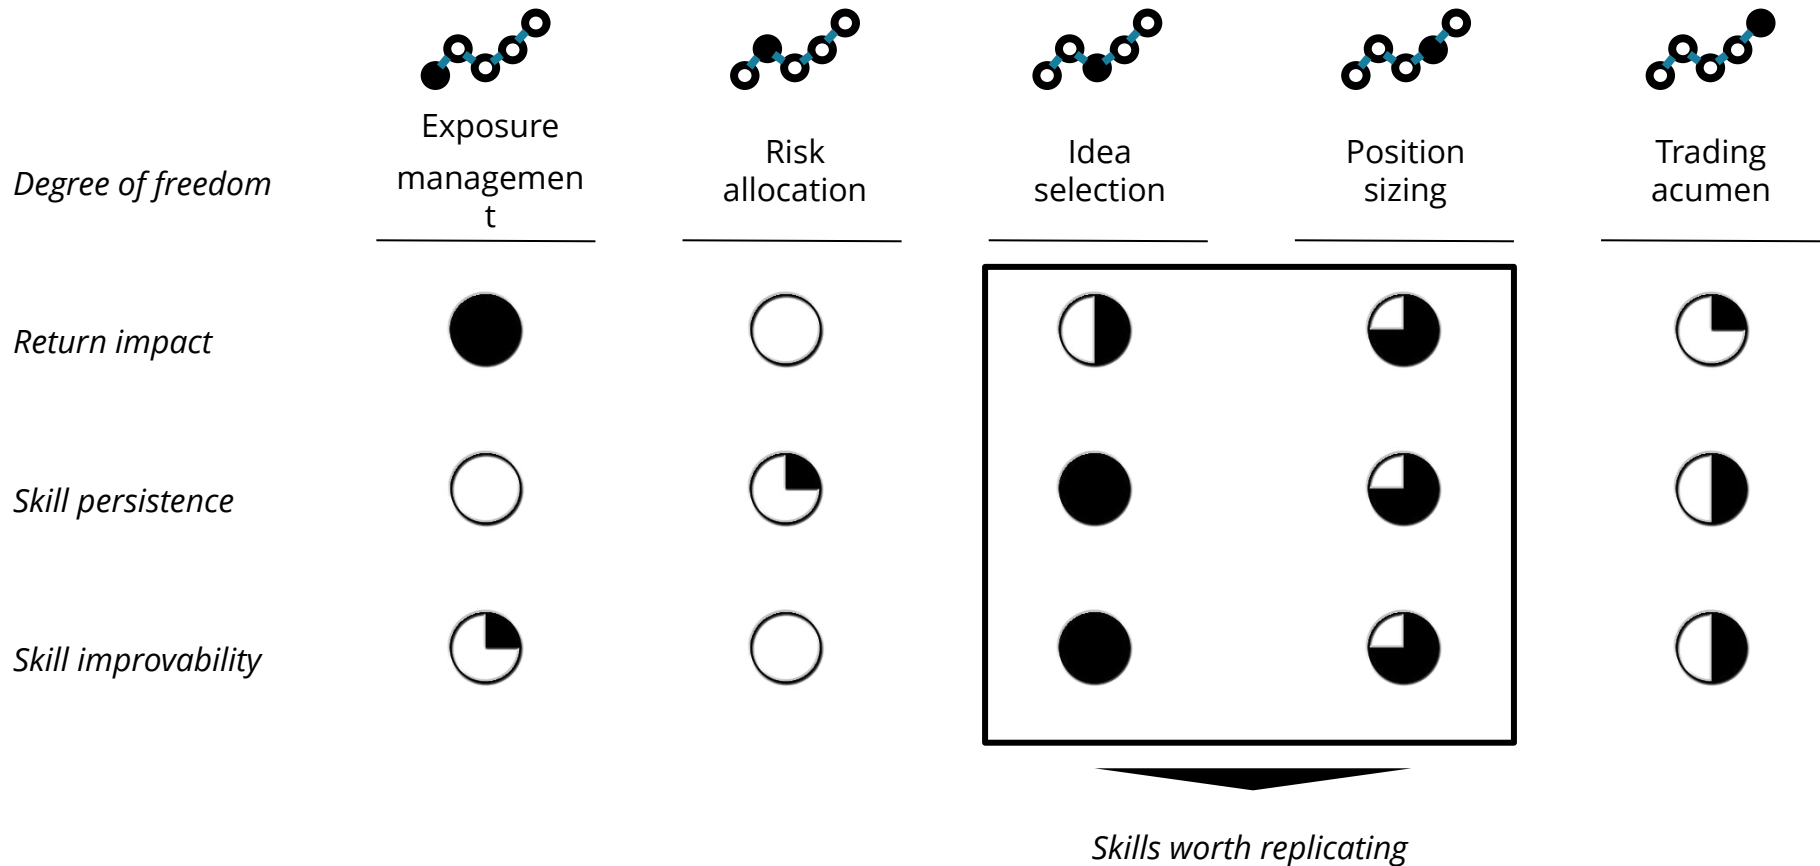 Exposure
managemen
t
Risk
allocation
Idea
selection
Position
sizing
Trading
acumen
Degree of freedom
Return impact
Skill persistence
Skill improvability
Skills worth replicating